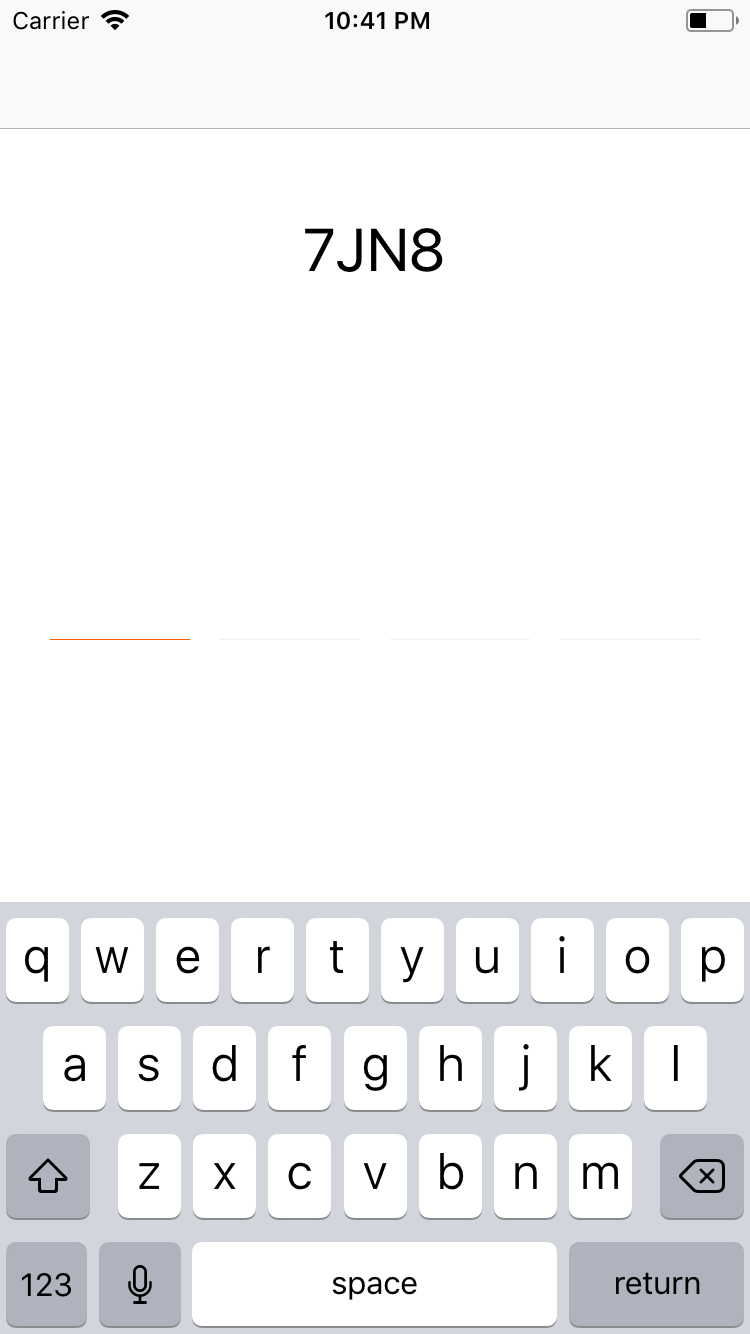 Carrier 10:41 PM
7JN8
q w e r t y u i o p
a s d f g h j k l
z x c v b n m
123 space return